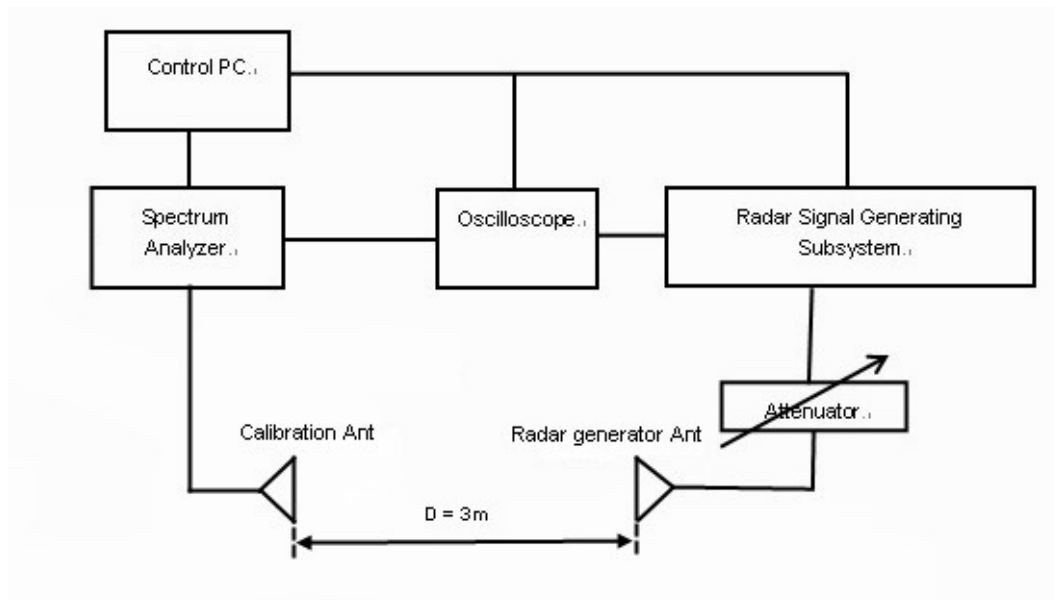 Control PC.
Spectrum
Analyzer.
Oscilloscope.
Radar Signal Generating
Subsystem.
Attenuator.
Calibration Ant
Radar generator Ant
D = 3m